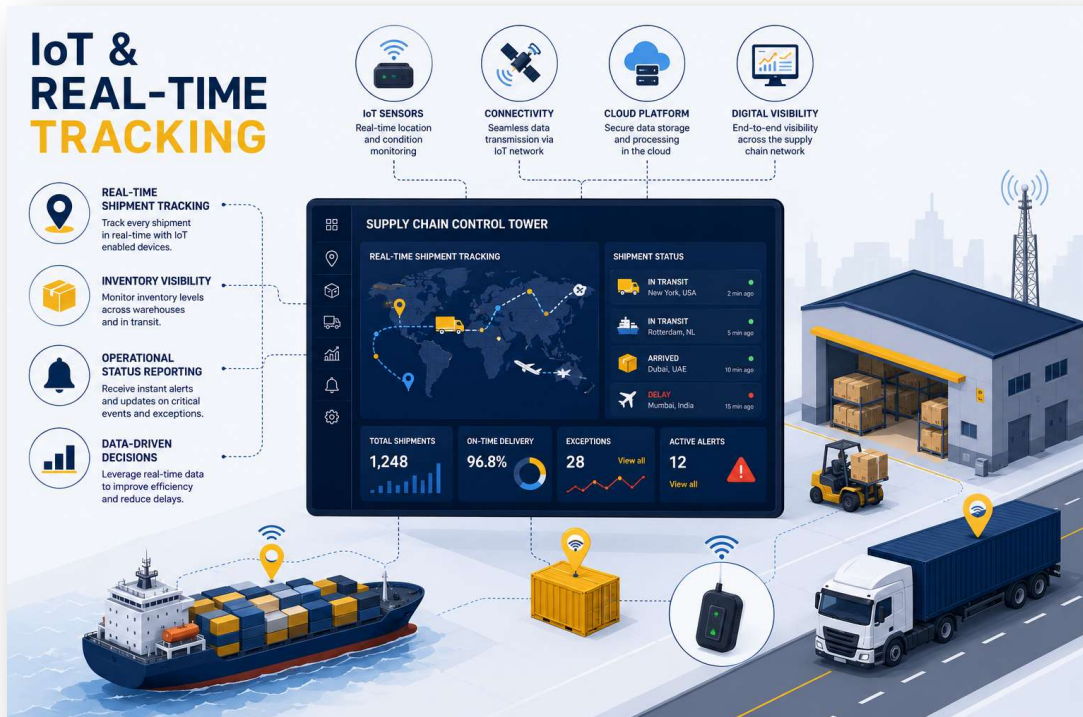 IoT &
REAL-TIME
TRACKING
IoT SENSORS
Real-time location
and condition
monitoring
CONNECTIVITY
Seamless data
transmission via
IoT network
CLOUD PLATFORM
Secure data storage
and processing
in the cloud
DIGITAL VISIBILITY
End-to-end visibility
across the supply
chain network
REAL-TIME
SHIPMENT TRACKING
Track every shipment
in real-time with IoT
enabled devices.
INVENTORY VISIBILITY
Monitor inventory levels
across warehouses
and in transit.
OPERATIONAL
STATUS REPORTING
Receive instant alerts
and updates on critical
events and exceptions.
DATA-DRIVEN
DECISIONS
Leverage real-time data
to improve efficiency
and reduce delays.
SUPPLY CHAIN CONTROL TOWER
REAL-TIME SHIPMENT TRACKING
SHIPMENT STATUS
IN TRANSIT
New York, USA
2 min ago
IN TRANSIT
Rotterdam, NL
5 min ago
ARRIVED
Dubai, UAE
10 min ago
DELAY
Mumbai, India
15 min ago
TOTAL SHIPMENTS
1,248
ON-TIME DELIVERY
96.8%
EXCEPTIONS
28
View all
ACTIVE ALERTS
12
View all